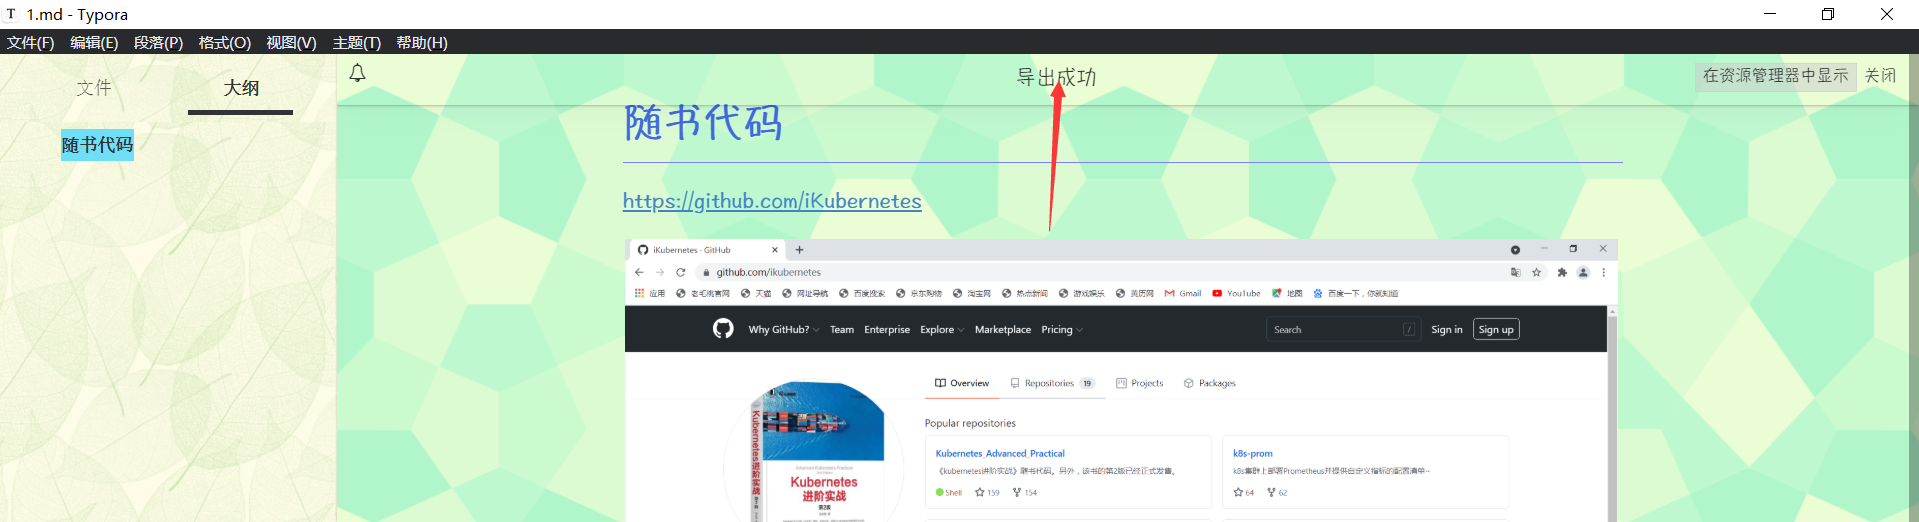 1.md - Typora
文件(F) 编辑(E) 段落(P) 格式(O) 视图(V) 主题(T) 帮助(H)
文件 大纲
导出成功
在资源管理器中显示 关闭
随书代码
随书代码
https://github.com/iKubernetes
iKubernetes · GitHub
github.com/ikubernetes
应用 老毛桃官网 天猫 网址导航 百度搜索 京东购物 淘宝网 热点新闻 游戏娱乐 黄历网 Gmail YouTube 地图 百度一下，你就知道
Why GitHub? Team Enterprise Explore Marketplace Pricing Search / Sign in Sign up
Overview Repositories 19 Projects Packages
Popular repositories
Kubernetes_Advanced_Practical
《kubernetes进阶实战》随书代码。另外，该书的第2版已经正式发售。
Shell 159 154
k8s-prom
k8s集群上部署Prometheus并提供自定义指标的配置清单~
64 62
Kubernetes进阶实战
Advanced Kubernetes Practices
Kubernetes
进阶实战
第2版